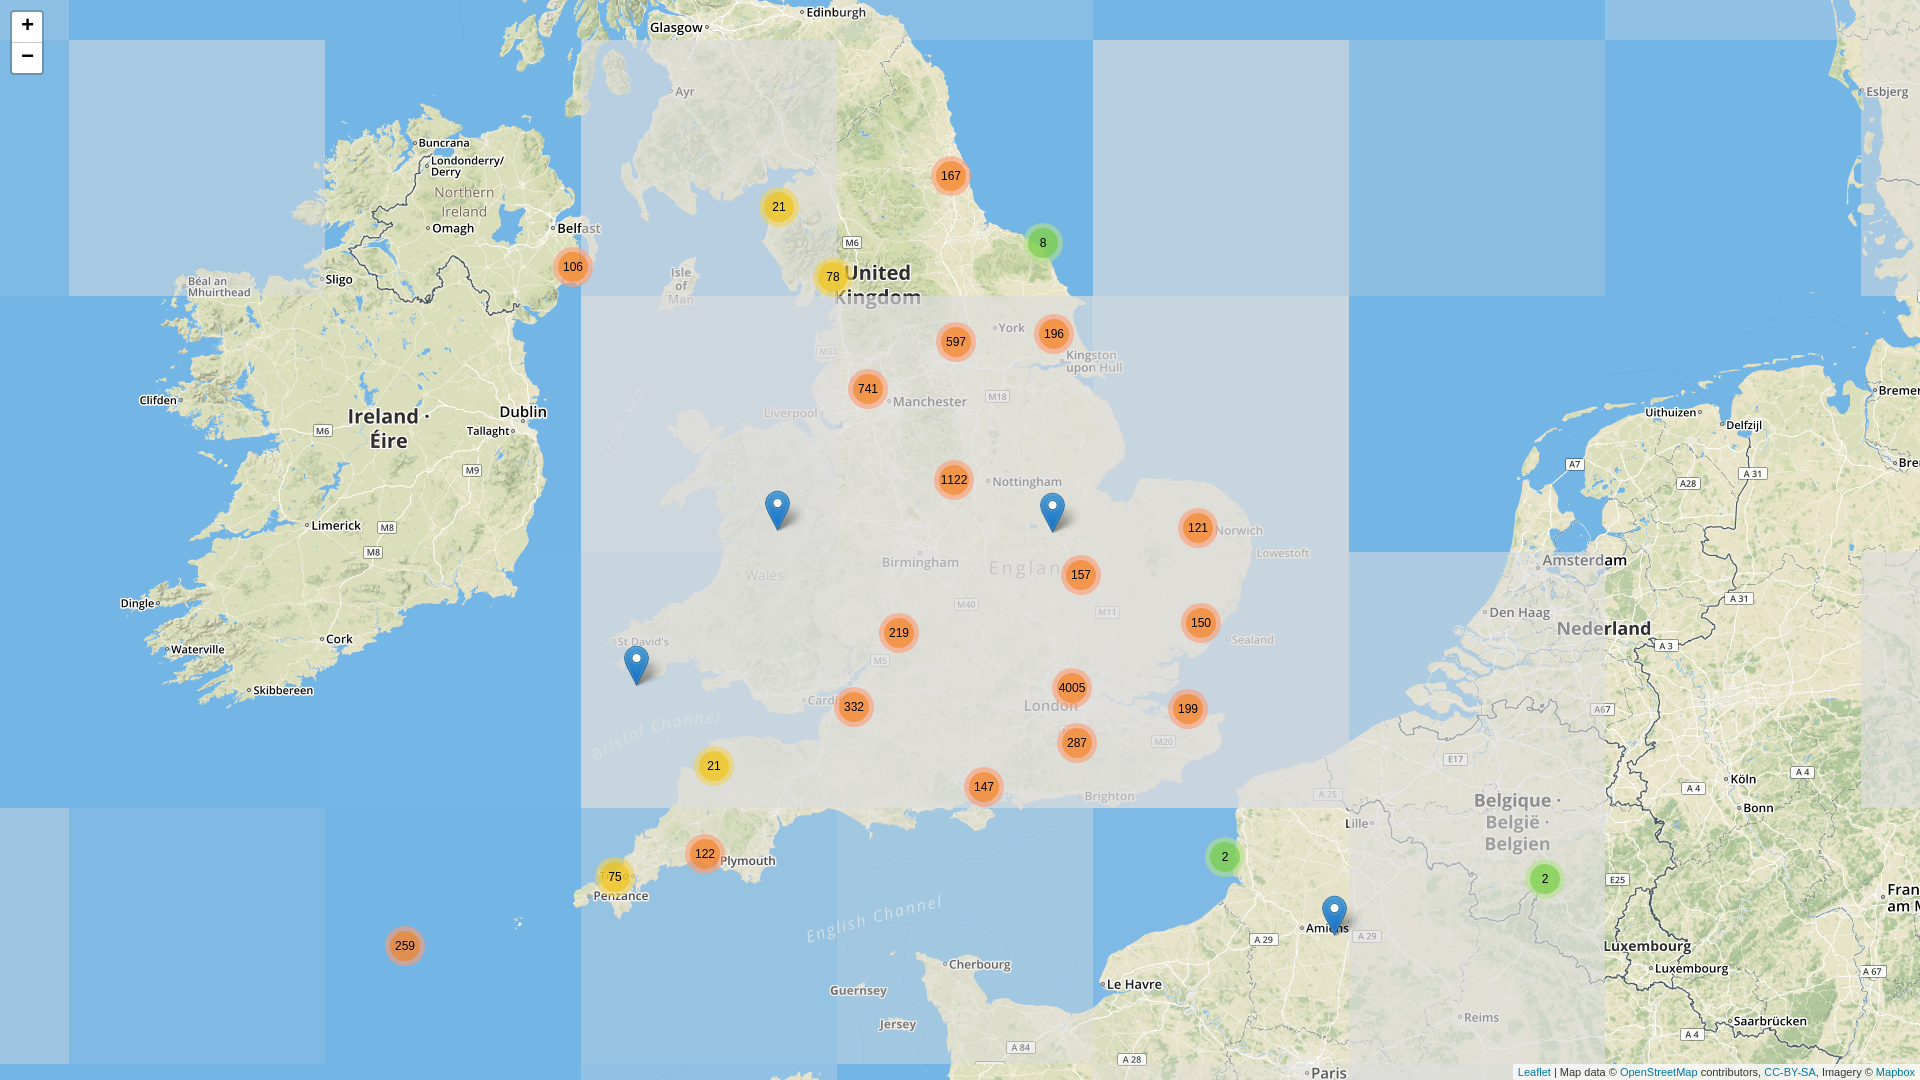 +
−
Edinburgh
Glasgow
Ayr
Esbjerg
Buncrana
Londonderry/
Derry
Northern
Ireland
167
21
Omagh
Belfast
M6
8
106
78
United
Kingdom
Isle
of
Man
Sligo
Béal an
Mhuirthead
York
196
597
M55
Kingston
upon Hull
741
Manchester
M18
Bremer
Clifden
Liverpool
Dublin
Uithuizen
Ireland ·
Éire
M6
Tallaght
Delfzijl
Irish Sea
A7
Bre
M9
A 31
1122
Nottingham
A28
Limerick
M8
121
Norwich
M8
Lowestoft
Birmingham
Amsterdam
England
Wales
157
A 31
Dingle
M40
M11
Den Haag
150
Nederland
219
Cork
St David's
Sealand
A 3
Waterville
M5
Skibbereen
4005
Cardiff
332
London
199
A67
Bristol Channel
287
M20
E17
21
A 4
Köln
147
Brighton
A 25
A 4
Belgique ·
België ·
Belgien
Bonn
Lille
122
Plymouth
2
75
Penzance
2
E25
Fran
am M
English Channel
Amiens
A 29
A 29
259
Luxembourg
Luxembourg
Cherbourg
A 67
Le Havre
Guernsey
Reims
Saarbrücken
Jersey
A 4
A 84
A 28
Paris
Leaflet | Map data © OpenStreetMap contributors, CC-BY-SA, Imagery © Mapbox